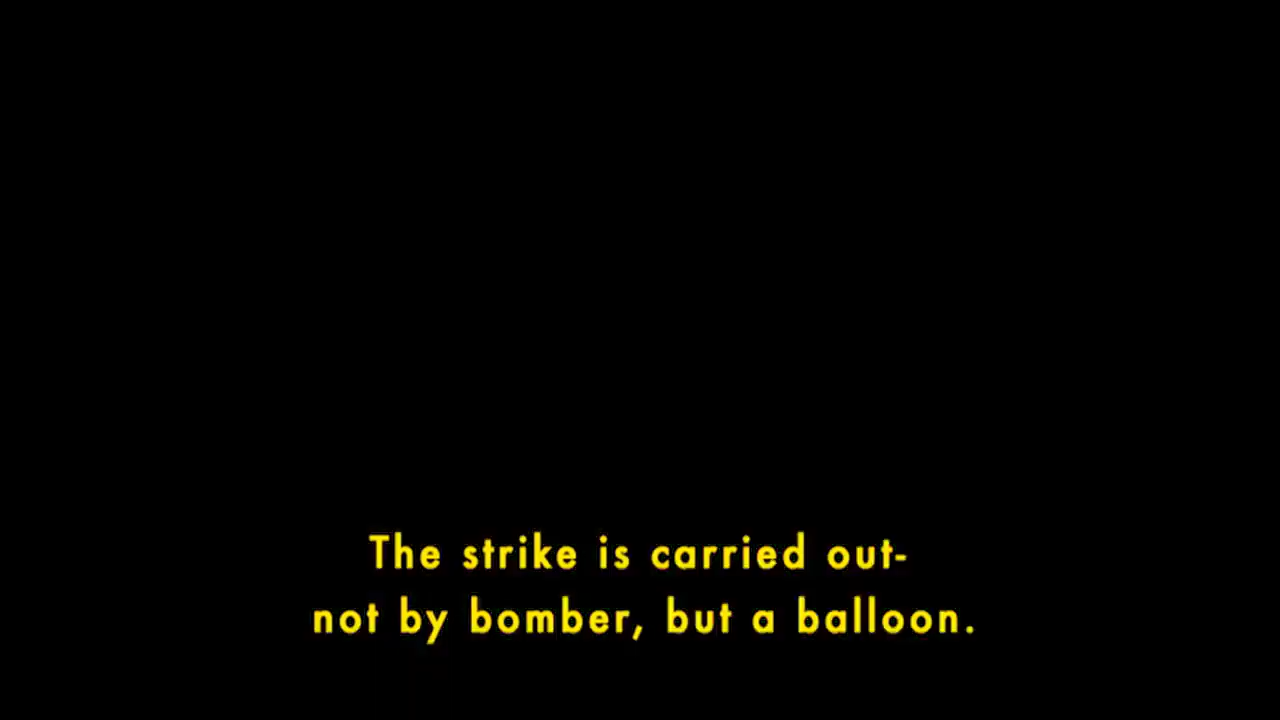 The strike is carried out-
not by bomber, but a balloon.